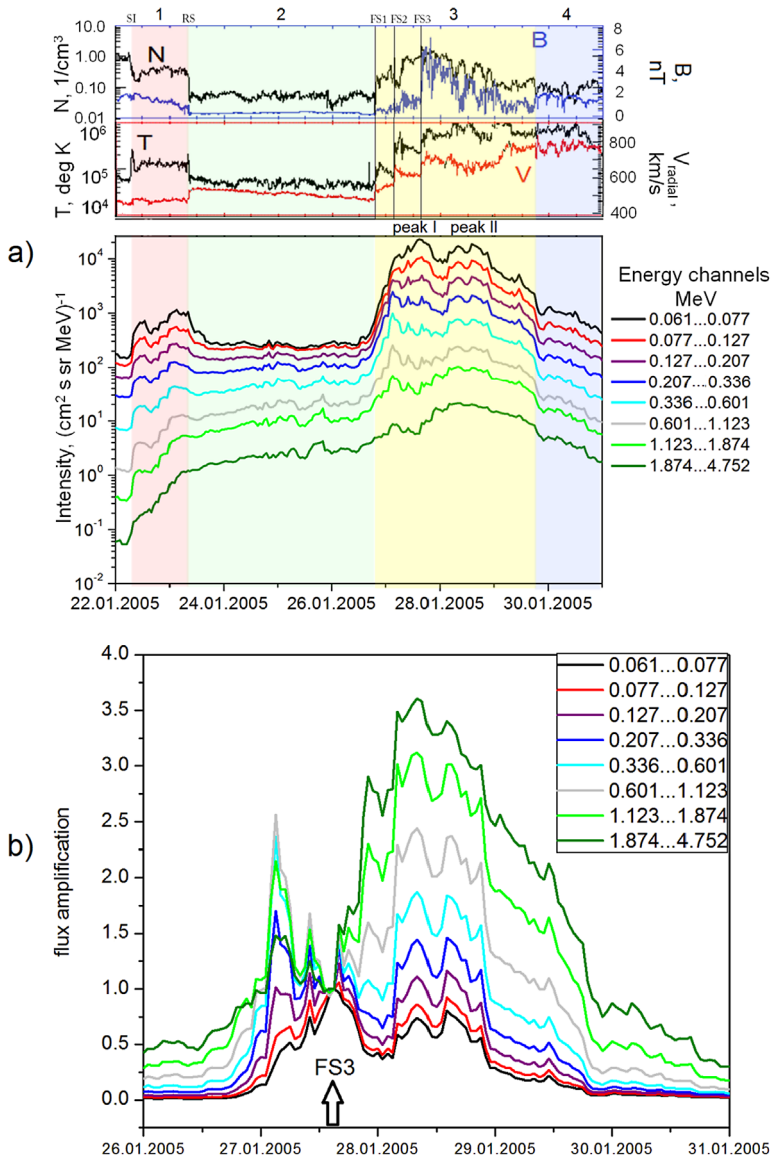 SI 1 RS 2 FS1 FS2 FS3 3 4
N, 1/cm³
1.0
0.10
0.01
N
B
8
6
4
2
0
B, nT
T, deg K
10⁶
10⁵
10⁴
T
V
800
600
400
Vradial, km/s
a)
peak I peak II
Intensity, (cm² s sr MeV)⁻¹
10⁴
10³
10²
10¹
10⁰
10⁻¹
10⁻²
22.01.2005 24.01.2005 26.01.2005 28.01.2005 30.01.2005
Energy channels
MeV
0.061...0.077
0.077...0.127
0.127...0.207
0.207...0.336
0.336...0.601
0.601...1.123
1.123...1.874
1.874...4.752
b)
flux amplification
4.0
3.5
3.0
2.5
2.0
1.5
1.0
0.5
0.0
FS3
0.061...0.077
0.077...0.127
0.127...0.207
0.207...0.336
0.336...0.601
0.601...1.123
1.123...1.874
1.874...4.752
26.01.2005 27.01.2005 28.01.2005 29.01.2005 30.01.2005 31.01.2005